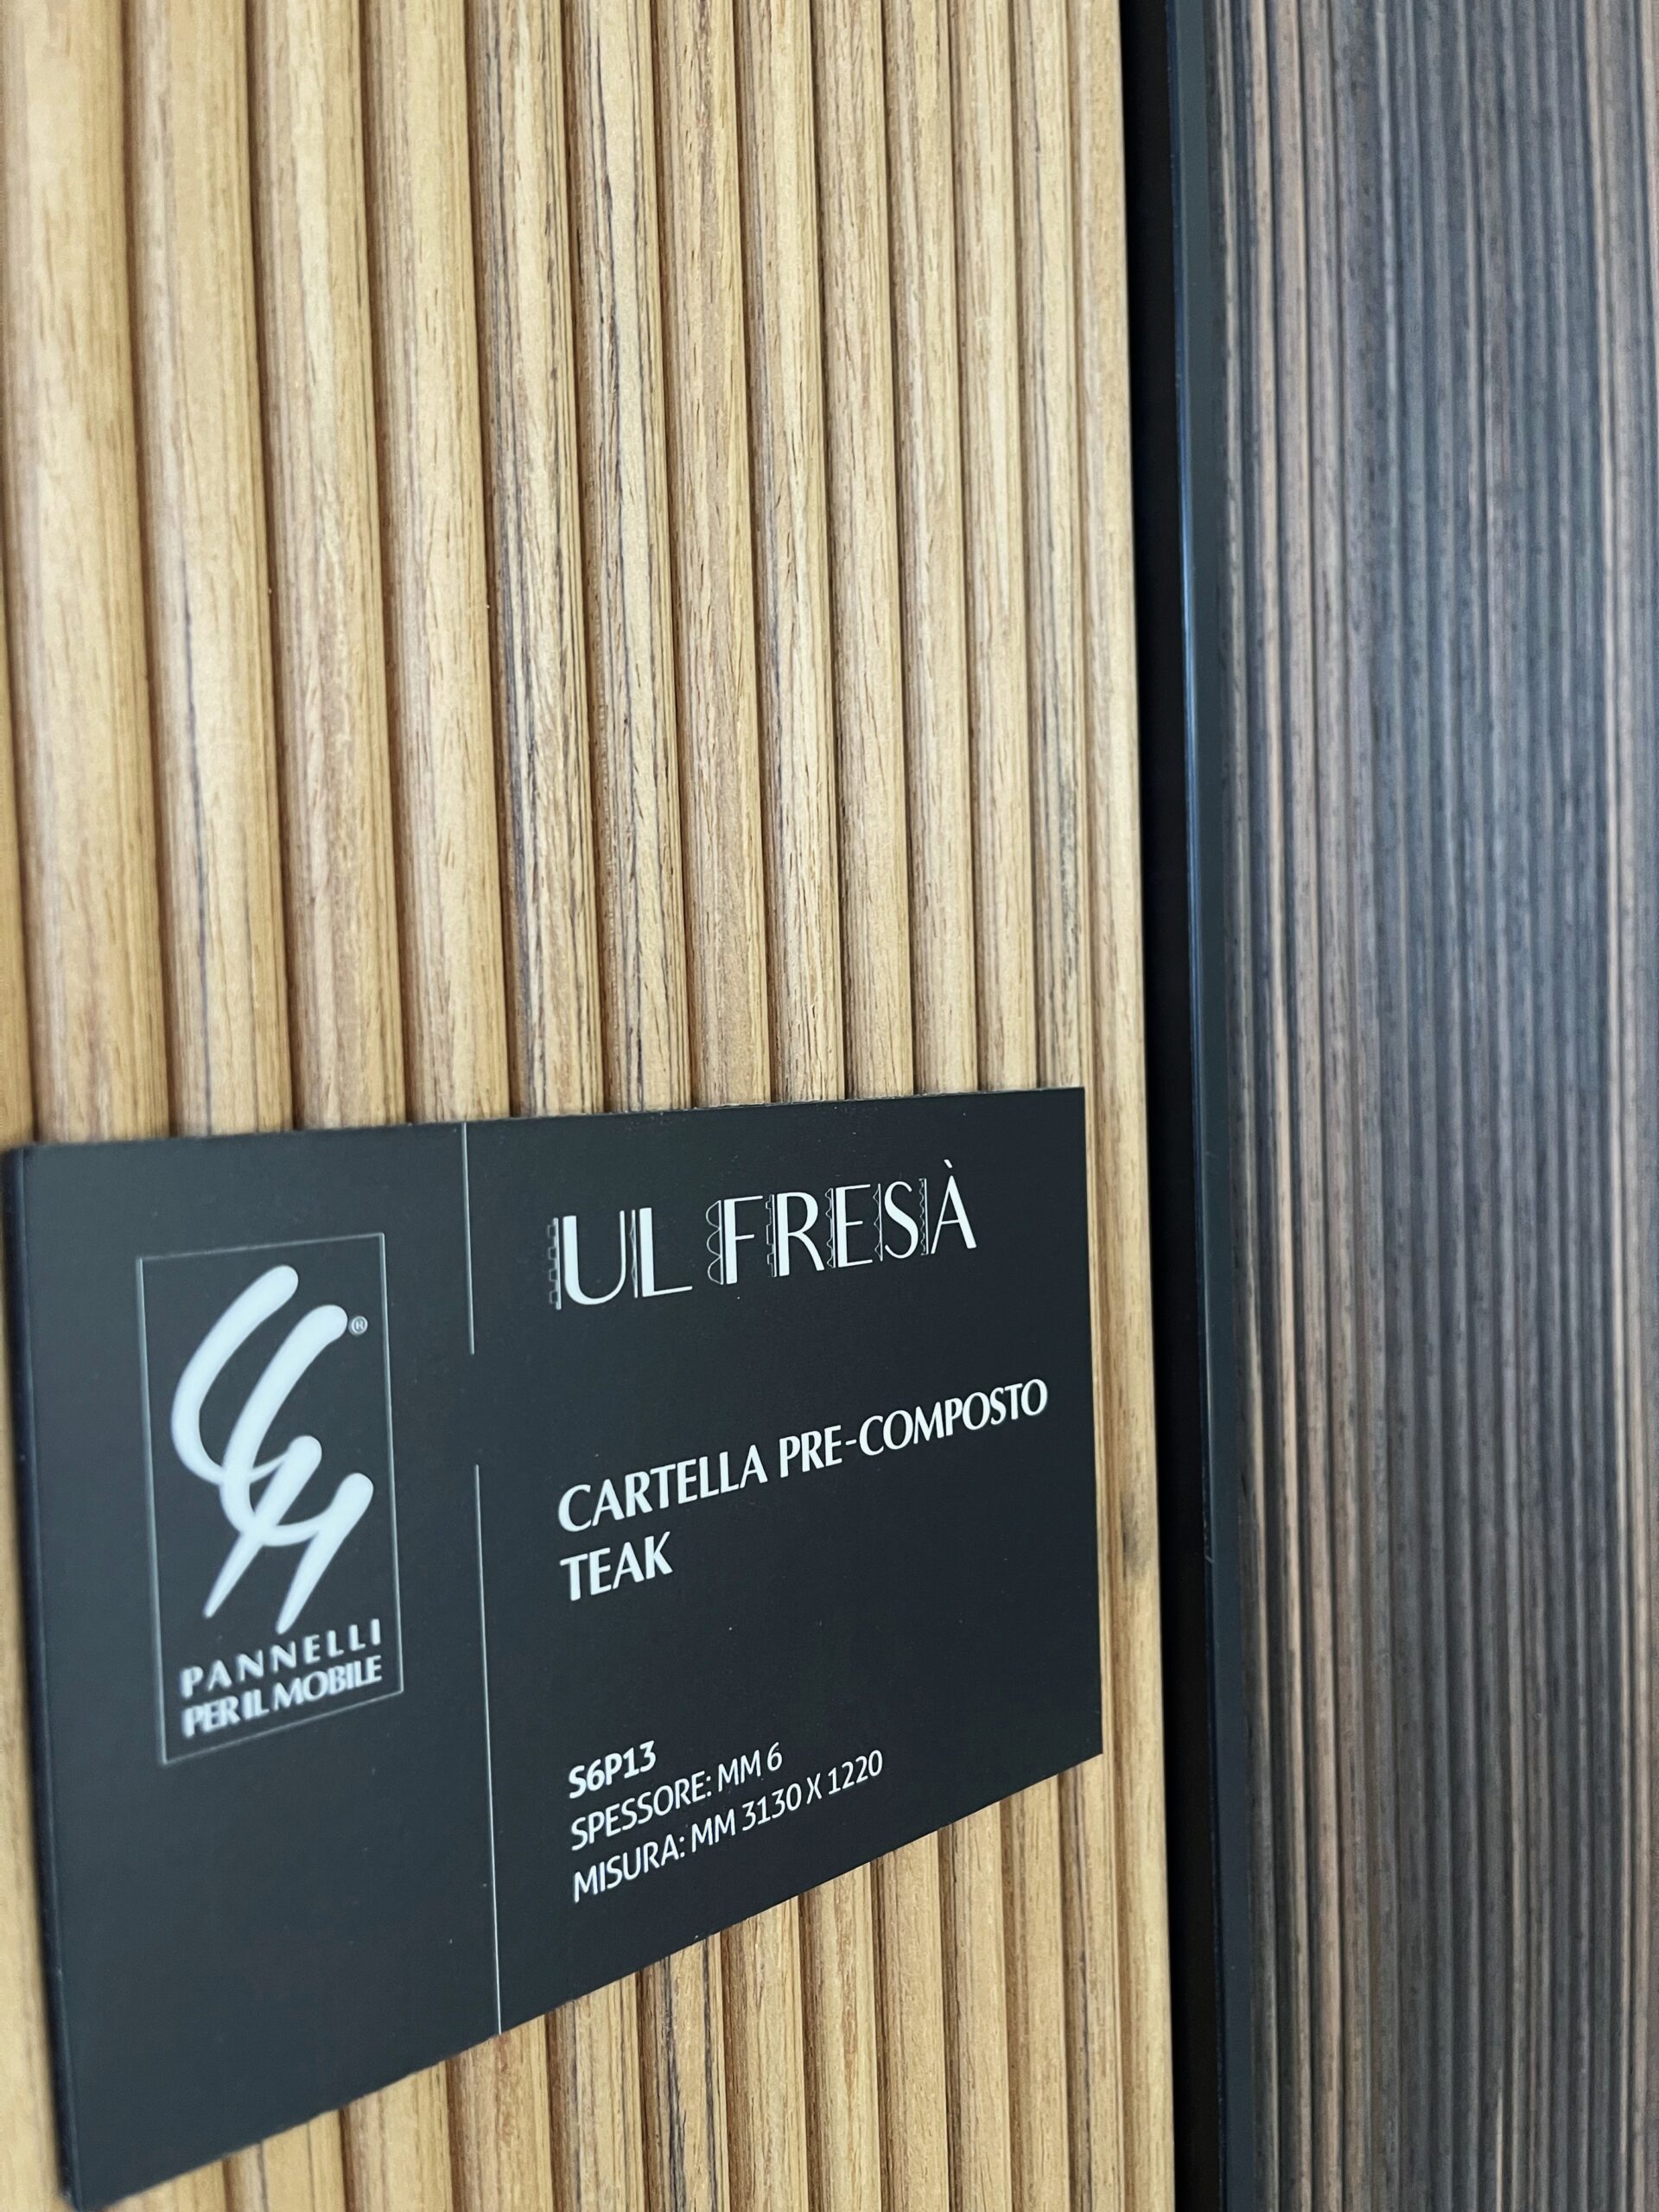 PANNELLI
PER IL MOBILE
UL FRESÀ
CARTELLA PRE-COMPOSTO
TEAK
S6P13
SPESSORE: MM 6
MISURA: MM 3130 X 1220